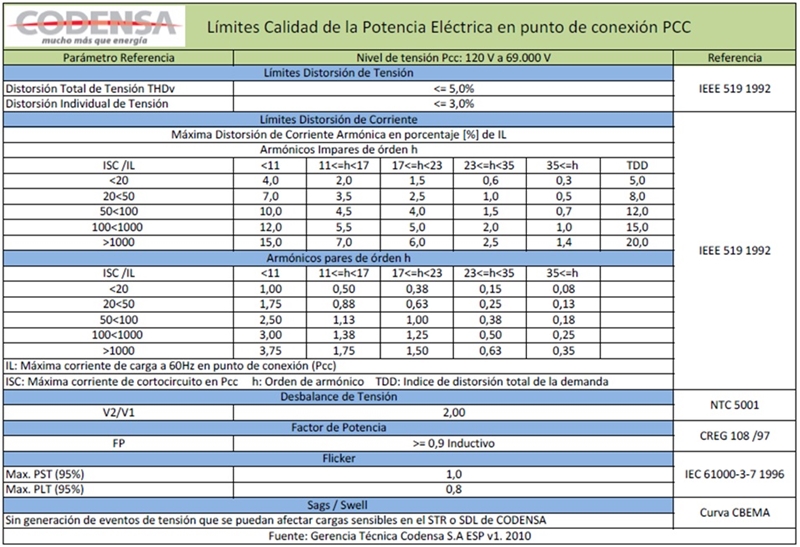 CODENSA
mucho más que energía
Límites Calidad de la Potencia Eléctrica en punto de conexión PCC
Parámetro Referencia Nivel de tensión Pcc: 120 V a 69.000 V Referencia
Límites Distorsión de Tensión
Distorsión Total de Tensión THDv <= 5,0%
IEEE 519 1992
Distorsión Individual de Tensión <= 3,0%
Límites Distorsión de Corriente
Máxima Distorsión de Corriente Armónica en porcentaje [%] de IL
Armónicos Impares de órden h
ISC /IL <11 11<=h<17 17<=h<23 23<=h<35 35<=h TDD
<20 4,0 2,0 1,5 0,6 0,3 5,0
20<50 7,0 3,5 2,5 1,0 0,5 8,0
50<100 10,0 4,5 4,0 1,5 0,7 12,0
100<1000 12,0 5,5 5,0 2,0 1,0 15,0
>1000 15,0 7,0 6,0 2,5 1,4 20,0
IEEE 519 1992
Armónicos pares de órden h
ISC/IL <11 11<=h<17 17<=h<23 23<=h<35 35<=h
<20 1,00 0,50 0,38 0,15 0,08
20<50 1,75 0,88 0,63 0,25 0,13
50<100 2,50 1,13 1,00 0,38 0,18
100<1000 3,00 1,38 1,25 0,50 0,25
>1000 3,75 1,75 1,50 0,63 0,35
IL: Máxima corriente de carga a 60Hz en punto de conexión (Pcc)
ISC: Máxima corriente de cortocircuito en Pcc h: Orden de armónico TDD: Indice de distorsión total de la demanda
Desbalance de Tensión
NTC 5001
V2/V1 2,00
Factor de Potencia
CREG 108 /97
FP >= 0,9 Inductivo
Flicker
Max. PST (95%) 1,0
IEC 61000-3-7 1996
Max. PLT (95%) 0,8
Sags / Swell
Curva CBEMA
Sin generación de eventos de tensión que se puedan afectar cargas sensibles en el STR o SDL de CODENSA
Fuente: Gerencia Técnica Codensa S.A ESP v1. 2010